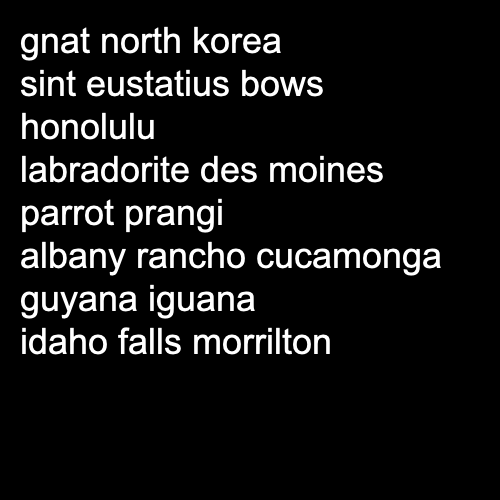 gnat north korea
sint eustatius bows
honolulu
labradorite des moines
parrot prangi
albany rancho cucamonga
guyana iguana
idaho falls morrilton